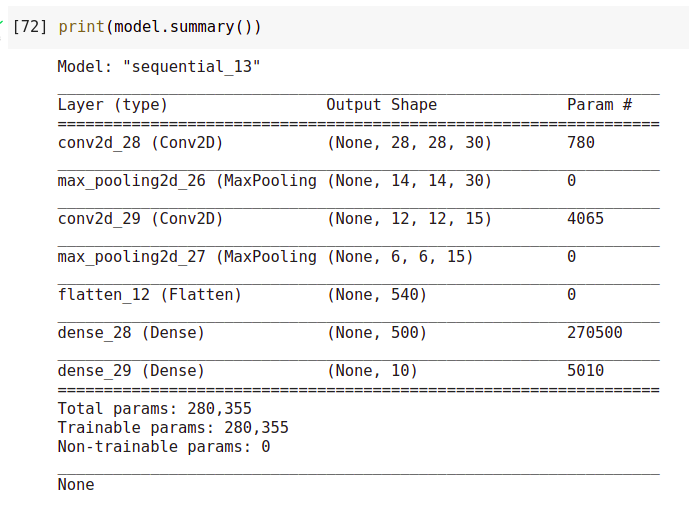 [72] print(model.summary())
Model: "sequential_13"
_________________________________________________________________
Layer (type)                 Output Shape              Param #
=================================================================
conv2d_28 (Conv2D)           (None, 28, 28, 30)        780
_________________________________________________________________
max_pooling2d_26 (MaxPooling (None, 14, 14, 30)        0
_________________________________________________________________
conv2d_29 (Conv2D)           (None, 12, 12, 15)        4065
_________________________________________________________________
max_pooling2d_27 (MaxPooling (None, 6, 6, 15)          0
_________________________________________________________________
flatten_12 (Flatten)         (None, 540)               0
_________________________________________________________________
dense_28 (Dense)             (None, 500)               270500
_________________________________________________________________
dense_29 (Dense)             (None, 10)                5010
=================================================================
Total params: 280,355
Trainable params: 280,355
Non-trainable params: 0
_________________________________________________________________
None